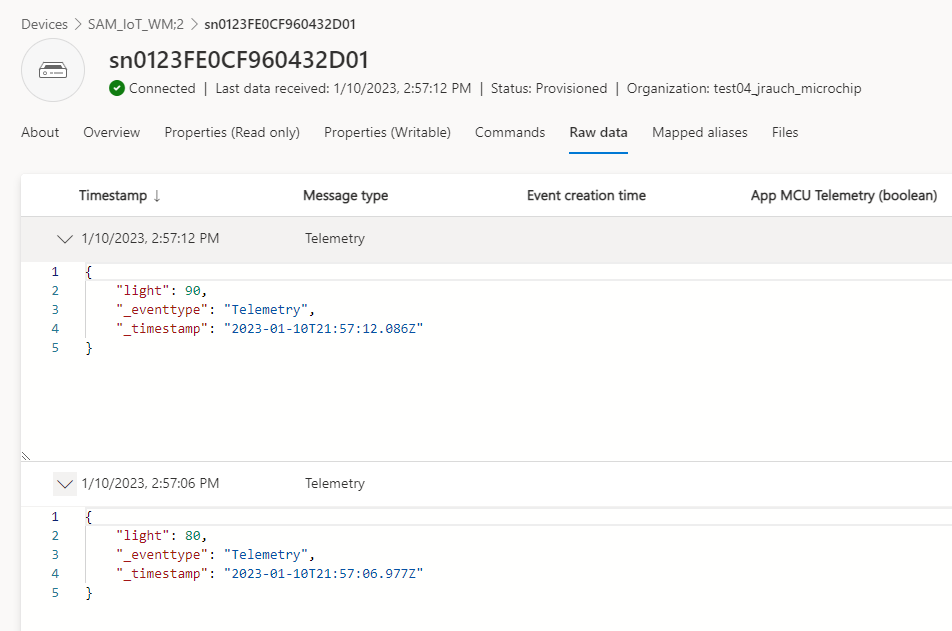 Devices > SAM_IoT_WM;2 > sn0123FE0CF960432D01
sn0123FE0CF960432D01
Connected | Last data received: 1/10/2023, 2:57:12 PM | Status: Provisioned | Organization: test04_jrauch_microchip
About Overview Properties (Read only) Properties (Writable) Commands Raw data Mapped aliases Files
Timestamp ↓ Message type Event creation time App MCU Telemetry (boolean)
1/10/2023, 2:57:12 PM Telemetry
1 {
2 "light": 90,
3 "_eventtype": "Telemetry",
4 "_timestamp": "2023-01-10T21:57:12.086Z"
5 }
1/10/2023, 2:57:06 PM Telemetry
1 {
2 "light": 80,
3 "_eventtype": "Telemetry",
4 "_timestamp": "2023-01-10T21:57:06.977Z"
5 }